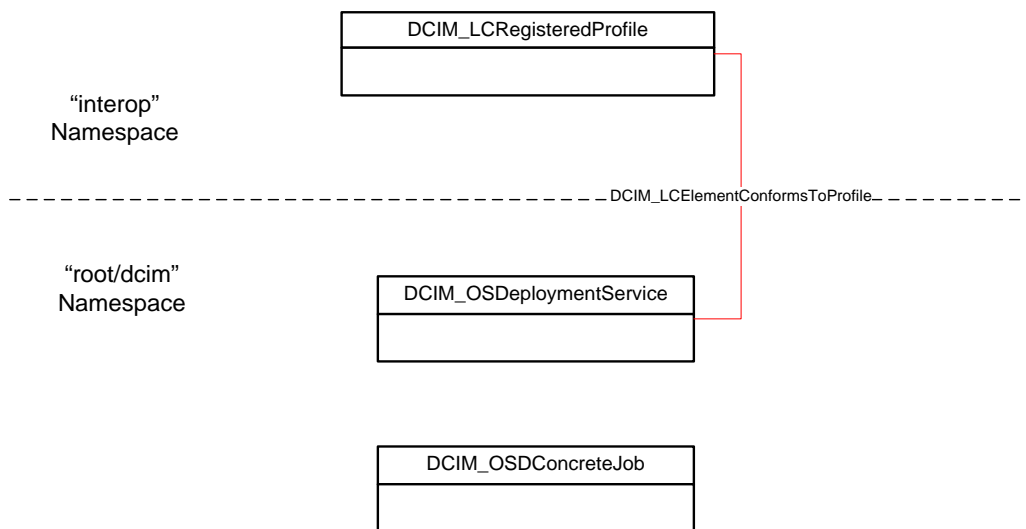 DCIM_LCRegisteredProfile
“interop”
Namespace
DCIM_LCElementConformsToProfile
“root/dcim”
Namespace
DCIM_OSDeploymentService
DCIM_OSDConcreteJob